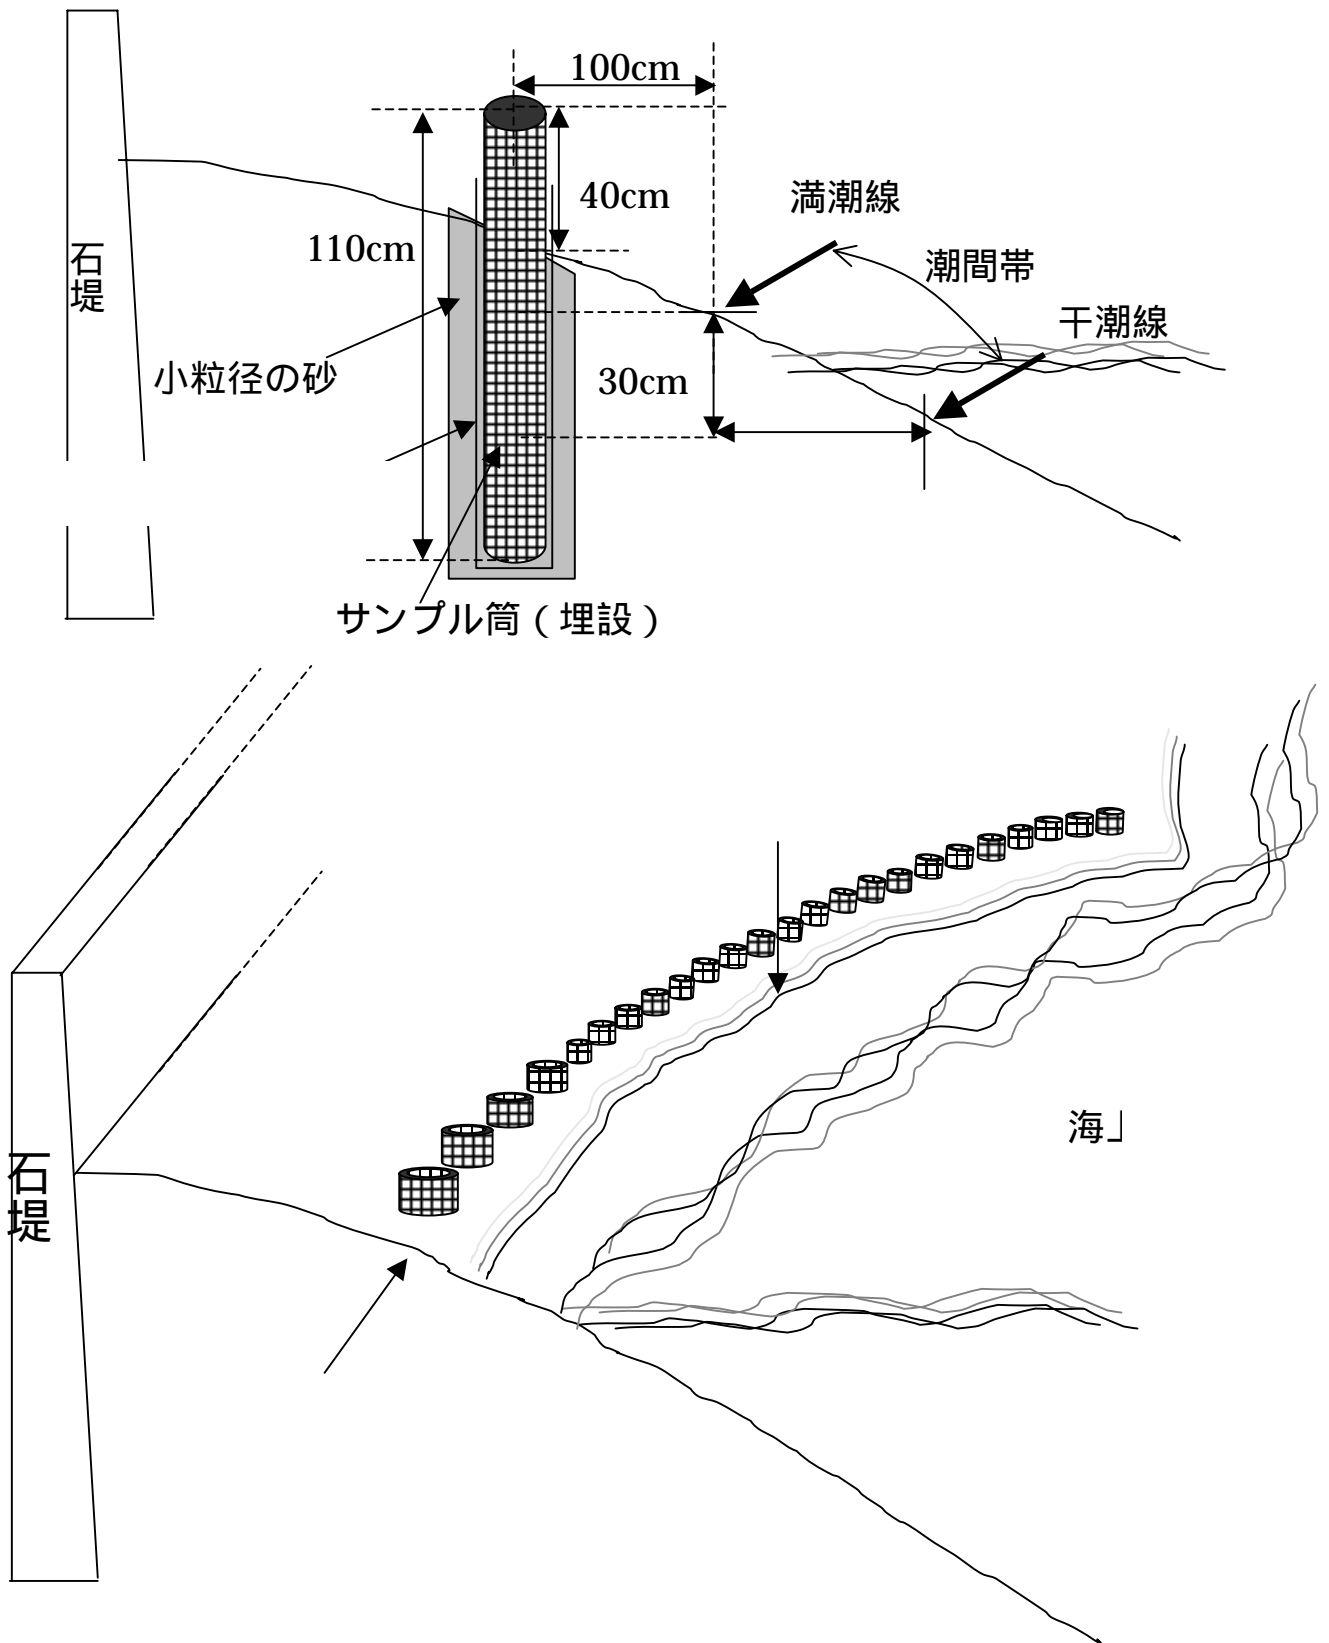 100cm
40cm
満潮線
110cm
潮間帯
石堤
干潮線
小粒径の砂
30cm
サンプル筒（埋設）
海」
石堤